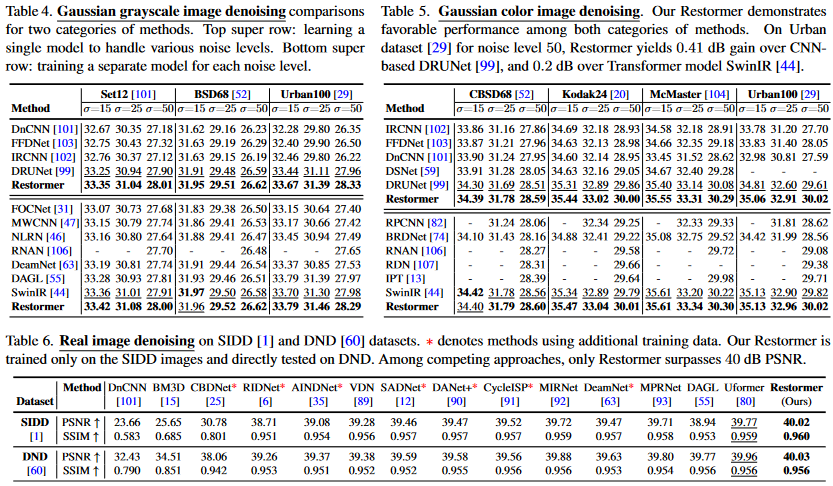 Table 4. Gaussian grayscale image denoising comparisons
for two categories of methods. Top super row: learning a
single model to handle various noise levels. Bottom super
row: training a separate model for each noise level.
Set12 [101] BSD68 [52] Urban100 [29]
Method σ=15 σ=25 σ=50 σ=15 σ=25 σ=50 σ=15 σ=25 σ=50
DnCNN [101] 32.67 30.35 27.18 31.62 29.16 26.23 32.28 29.80 26.35
FFDNet [103] 32.75 30.43 27.32 31.63 29.19 26.29 32.40 29.90 26.50
IRCNN [102] 32.76 30.37 27.12 31.63 29.15 26.19 32.46 29.80 26.22
DRUNet [99] 33.25 30.94 27.90 31.91 29.48 26.59 33.44 31.11 27.96
Restormer 33.35 31.04 28.01 31.95 29.51 26.62 33.67 31.39 28.33
FOCNet [31] 33.07 30.73 27.68 31.83 29.38 26.50 33.15 30.64 27.40
MWCNN [47] 33.15 30.79 27.74 31.86 29.41 26.53 33.17 30.66 27.42
NLRN [46] 33.16 30.80 27.64 31.88 29.41 26.47 33.45 30.94 27.49
RNAN [106] - - 27.70 - - 26.48 - - 27.65
DeamNet [63] 33.19 30.81 27.74 31.91 29.44 26.54 33.37 30.85 27.53
DAGL [55] 33.28 30.93 27.81 31.93 29.46 26.51 33.79 31.39 27.97
SwinIR [44] 33.36 31.01 27.91 31.97 29.50 26.58 33.70 31.30 27.98
Restormer 33.42 31.08 28.00 31.96 29.52 26.62 33.79 31.46 28.29
Table 5. Gaussian color image denoising. Our Restormer demonstrates
favorable performance among both categories of methods. On Urban
dataset [29] for noise level 50, Restormer yields 0.41 dB gain over CNN-
based DRUNet [99], and 0.2 dB over Transformer model SwinIR [44].
CBSD68 [52] Kodak24 [20] McMaster [104] Urban100 [29]
Method σ=15 σ=25 σ=50 σ=15 σ=25 σ=50 σ=15 σ=25 σ=50 σ=15 σ=25 σ=50
IRCNN [102] 33.86 31.16 27.86 34.69 32.18 28.93 34.58 32.18 28.91 33.78 31.20 27.70
FFDNet [103] 33.87 31.21 27.96 34.63 32.13 28.98 34.66 32.35 29.18 33.83 31.40 28.05
DnCNN [101] 33.90 31.24 27.95 34.60 32.14 28.95 33.45 31.52 28.62 32.98 30.81 27.59
DSNet [59] 33.91 31.28 28.05 34.63 32.16 29.05 34.67 32.40 29.28 - - -
DRUNet [99] 34.30 31.69 28.51 35.31 32.89 29.86 35.40 33.14 30.08 34.81 32.60 29.61
Restormer 34.39 31.78 28.59 35.44 33.02 30.00 35.55 33.31 30.29 35.06 32.91 30.02
RPCNN [82] - 31.24 28.06 - 32.34 29.25 - 32.33 29.33 - 31.81 28.62
BRDNet [74] 34.10 31.43 28.16 34.88 32.41 29.22 35.08 32.75 29.52 34.42 31.99 28.56
RNAN [106] - - 28.27 - - 29.58 - - 29.72 - - 29.08
RDN [107] - - 28.31 - - 29.66 - - - - - 29.38
IPT [13] - - 28.39 - - 29.64 - - 29.98 - - 29.71
SwinIR [44] 34.42 31.78 28.56 35.34 32.89 29.79 35.61 33.20 30.22 35.13 32.90 29.82
Restormer 34.40 31.79 28.60 35.47 33.04 30.01 35.61 33.34 30.30 35.13 32.96 30.02
Table 6. Real image denoising on SIDD [1] and DND [60] datasets. * denotes methods using additional training data. Our Restormer is
trained only on the SIDD images and directly tested on DND. Among competing approaches, only Restormer surpasses 40 dB PSNR.
Method DnCNN BM3D CBDNet* RIDNet* AINDNet* VDN SADNet* DANet+* CycleISP* MIRNet DeamNet* MPRNet DAGL Uformer Restormer
Dataset [101] [15] [25] [6] [35] [89] [12] [90] [91] [92] [63] [93] [55] [80] (Ours)
SIDD PSNR ↑ 23.66 25.65 30.78 38.71 39.08 39.28 39.46 39.47 39.52 39.72 39.47 39.71 38.94 39.77 40.02
[1] SSIM ↑ 0.583 0.685 0.801 0.951 0.954 0.956 0.957 0.957 0.957 0.959 0.957 0.958 0.953 0.959 0.960
DND PSNR ↑ 32.43 34.51 38.06 39.26 39.37 39.38 39.59 39.58 39.56 39.88 39.63 39.80 39.77 39.96 40.03
[60] SSIM ↑ 0.790 0.851 0.942 0.953 0.951 0.952 0.952 0.955 0.956 0.956 0.953 0.954 0.956 0.956 0.956